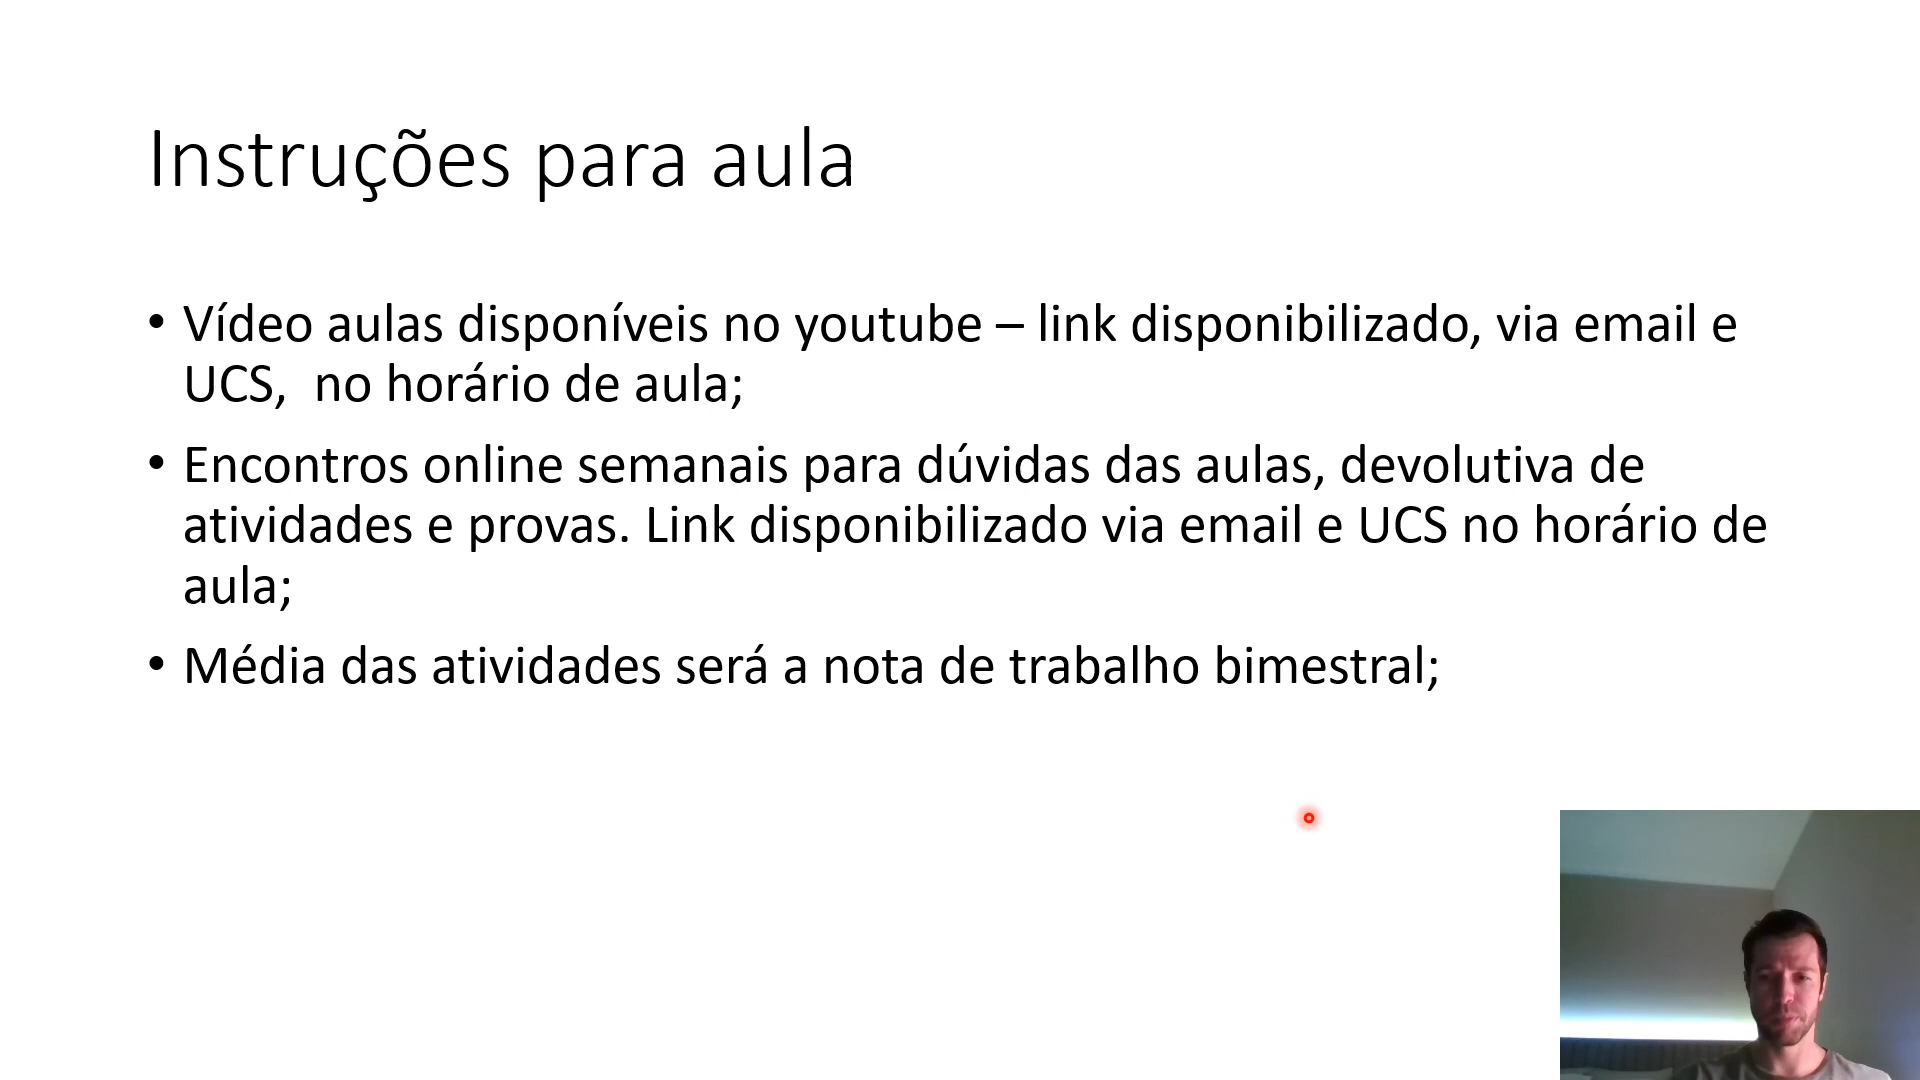 Instruções para aula
• Vídeo aulas disponíveis no youtube – link disponibilizado, via email e
UCS,  no horário de aula;
• Encontros online semanais para dúvidas das aulas, devolutiva de
atividades e provas. Link disponibilizado via email e UCS no horário de
aula;
• Média das atividades será a nota de trabalho bimestral;